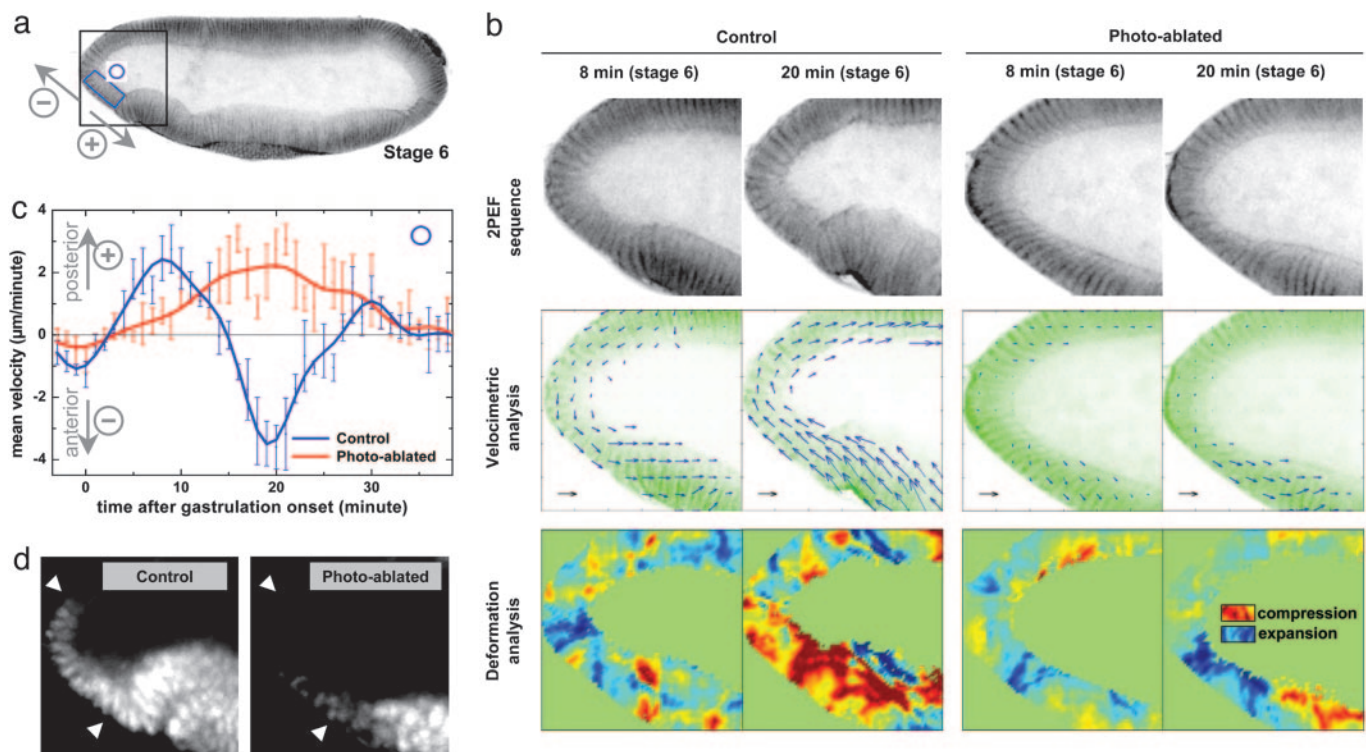 a
−
+
Stage 6
b
Control
Photo-ablated
8 min (stage 6)
20 min (stage 6)
8 min (stage 6)
20 min (stage 6)
2PEF
sequence
Velocimetric
analysis
Deformation
analysis
compression
expansion
c
4
2
0
-2
-4
mean velocity (µm/minute)
posterior
+
anterior
−
Control
Photo-ablated
0
10
20
30
time after gastrulation onset (minute)
d
Control
Photo-ablated